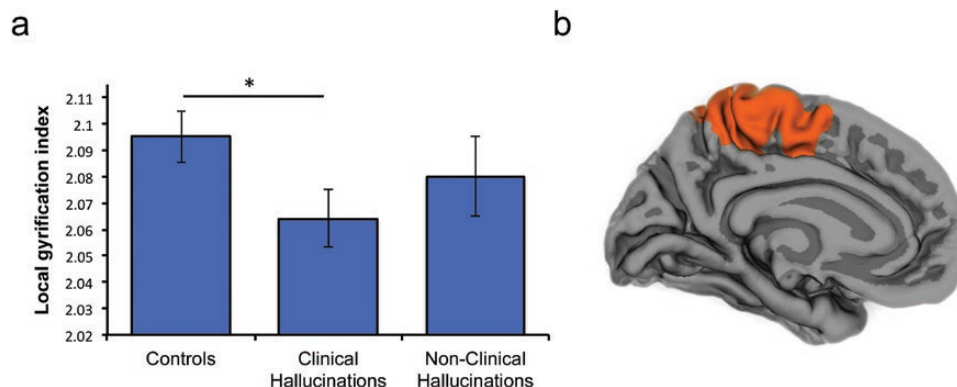 a
b
*
Local gyrification index
2.11
2.1
2.09
2.08
2.07
2.06
2.05
2.04
2.03
2.02
Controls
Clinical
Hallucinations
Non-Clinical
Hallucinations